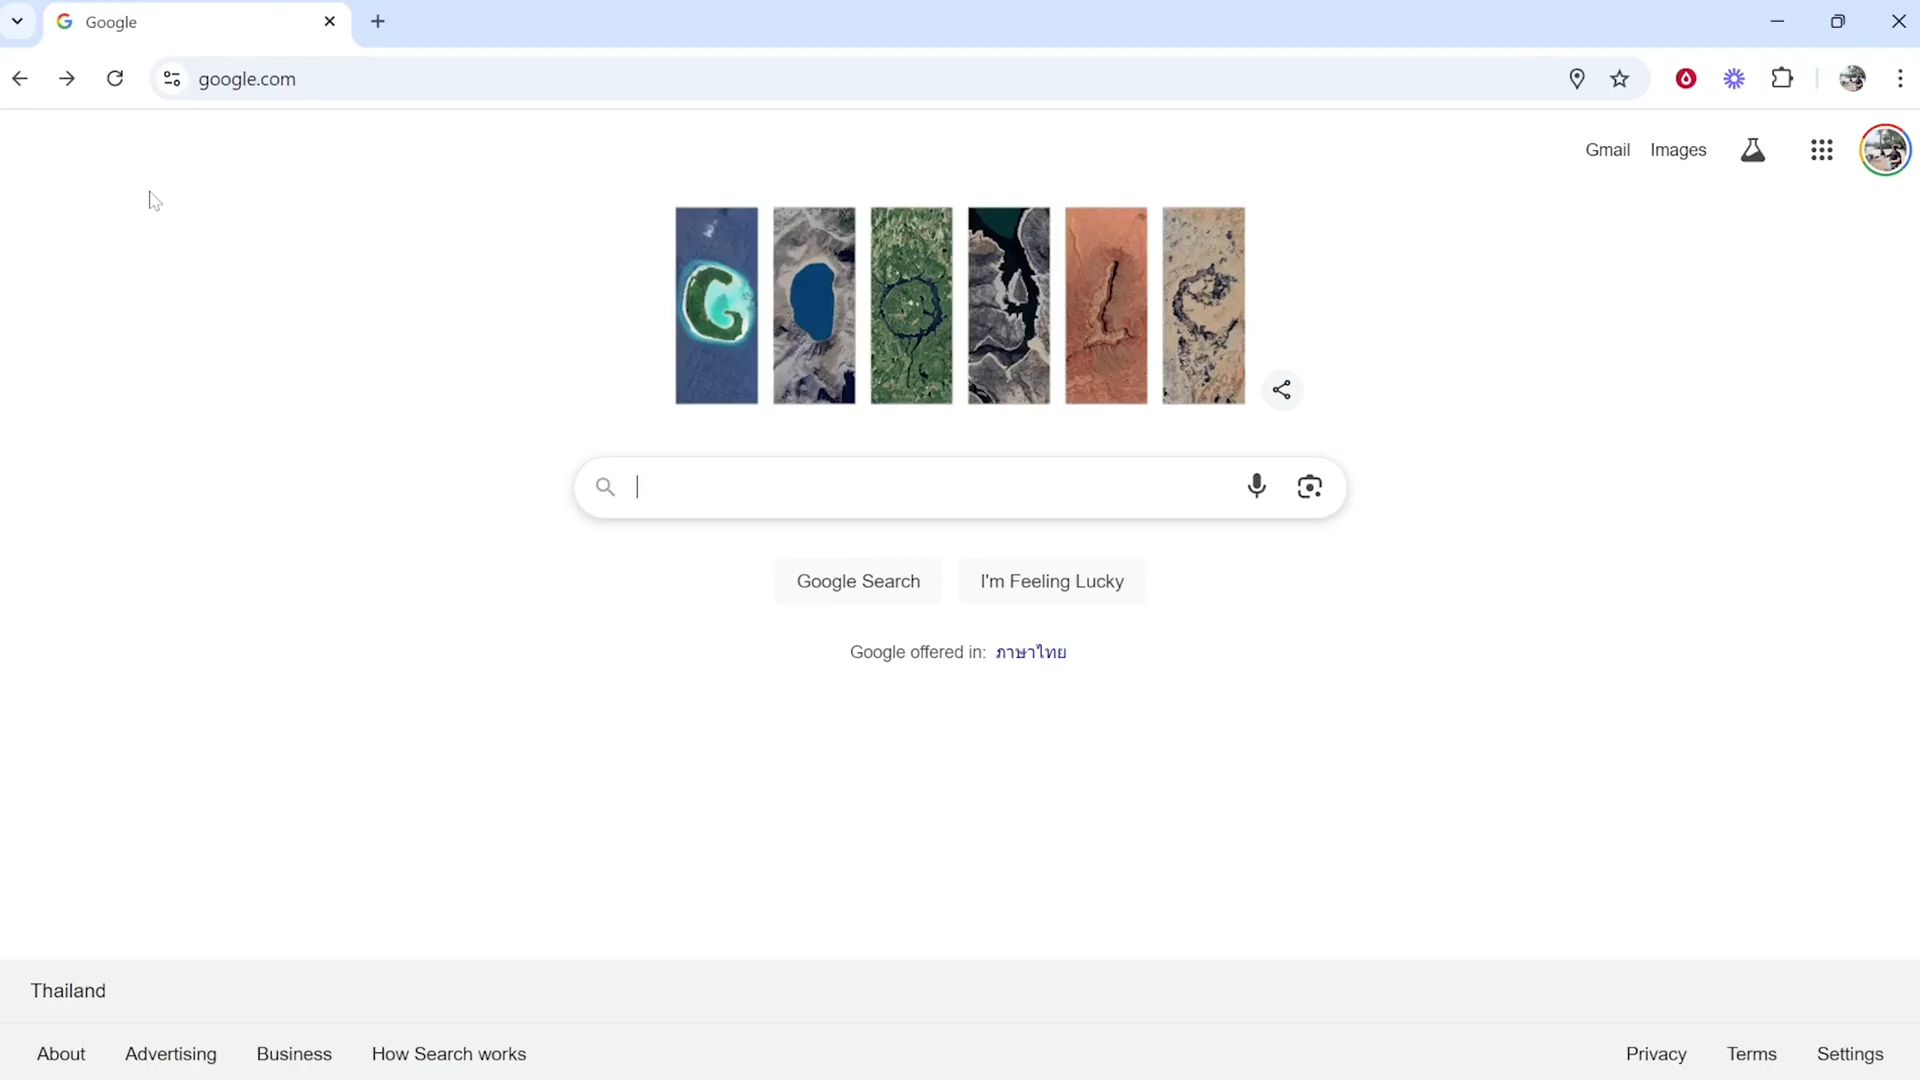 Google
google.com
Gmail Images
Google Search I'm Feeling Lucky
Google offered in: ภาษาไทย
Thailand
About Advertising Business How Search works Privacy Terms Settings